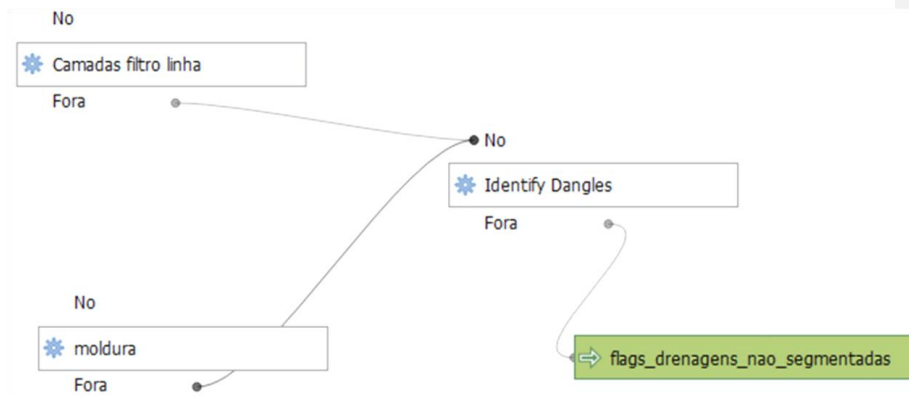 No
Camadas filtro linha
Fora
No
Identify Dangles
Fora
No
moldura
Fora
flags_drenagens_nao_segmentadas